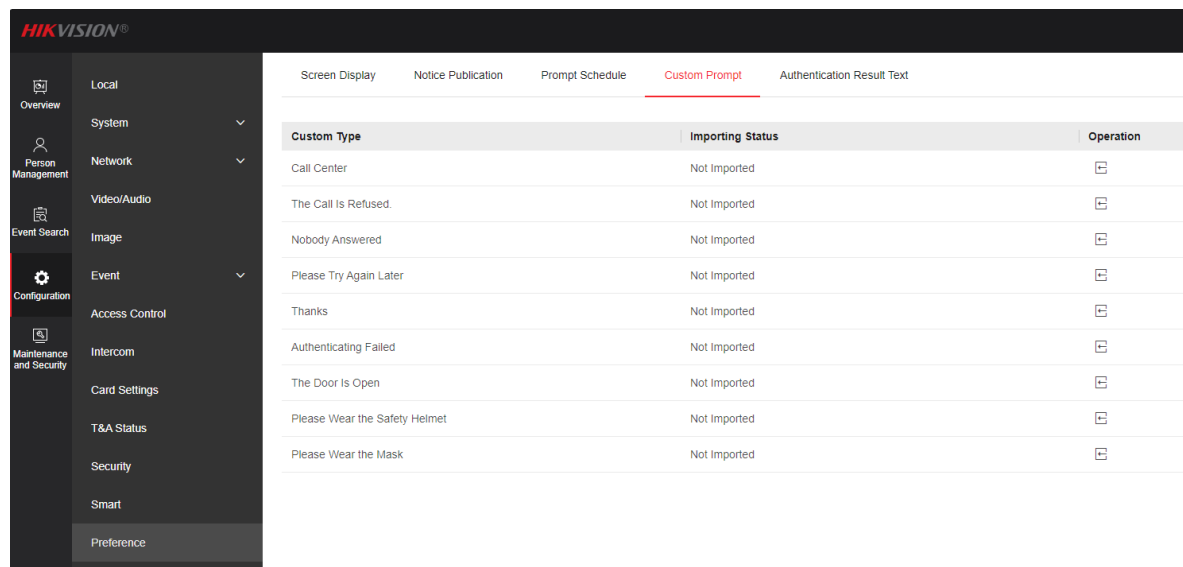 HIKVISION®
Overview
Person
Management
Event Search
Configuration
Maintenance
and Security
Local
System
Network
Video/Audio
Image
Event
Access Control
Intercom
Card Settings
T&A Status
Security
Smart
Preference
Screen Display Notice Publication Prompt Schedule Custom Prompt Authentication Result Text
Custom Type Importing Status Operation
Call Center Not Imported
The Call Is Refused. Not Imported
Nobody Answered Not Imported
Please Try Again Later Not Imported
Thanks Not Imported
Authenticating Failed Not Imported
The Door Is Open Not Imported
Please Wear the Safety Helmet Not Imported
Please Wear the Mask Not Imported